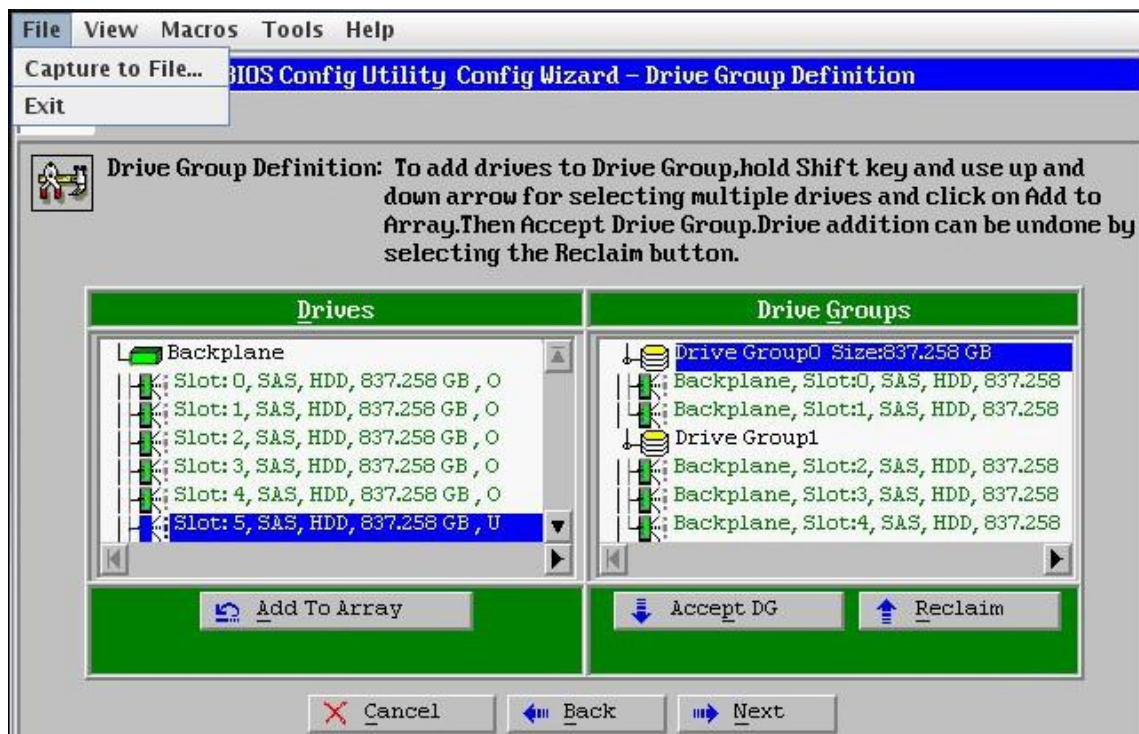 File View Macros Tools Help
Capture to File...
BIOS Config Utility Config Wizard – Drive Group Definition
Exit
Drive Group Definition: To add drives to Drive Group,hold Shift key and use up and
down arrow for selecting multiple drives and click on Add to
Array.Then Accept Drive Group.Drive addition can be undone by
selecting the Reclaim button.
Drives
Backplane
Slot: 0, SAS, HDD, 837.258 GB , O
Slot: 1, SAS, HDD, 837.258 GB , O
Slot: 2, SAS, HDD, 837.258 GB , O
Slot: 3, SAS, HDD, 837.258 GB , O
Slot: 4, SAS, HDD, 837.258 GB , O
Slot: 5, SAS, HDD, 837.258 GB , U
Add To Array
Drive Groups
Drive Group0 Size:837.258 GB
Backplane, Slot:0, SAS, HDD, 837.258
Backplane, Slot:1, SAS, HDD, 837.258
Drive Group1
Backplane, Slot:2, SAS, HDD, 837.258
Backplane, Slot:3, SAS, HDD, 837.258
Backplane, Slot:4, SAS, HDD, 837.258
Accept DG
Reclaim
Cancel
Back
Next